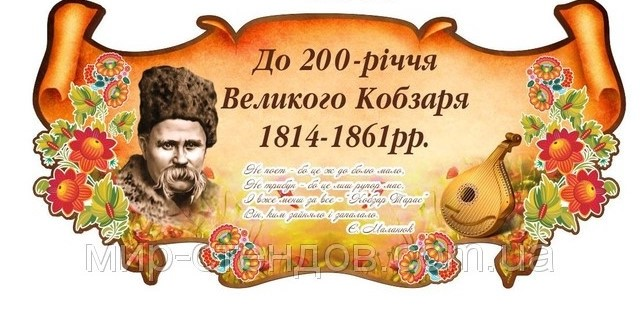 До 200-річчя
Великого Кобзаря
1814-1861рр.
Не поет - бо це ж до болю мало,
Не трибун - бо це лиш рупор мас,
І вже менш за все - "Кобзар Тарас"
Він, ким зайнялось і запалало.
Є. Маланюк
мир-стендов.com.ua